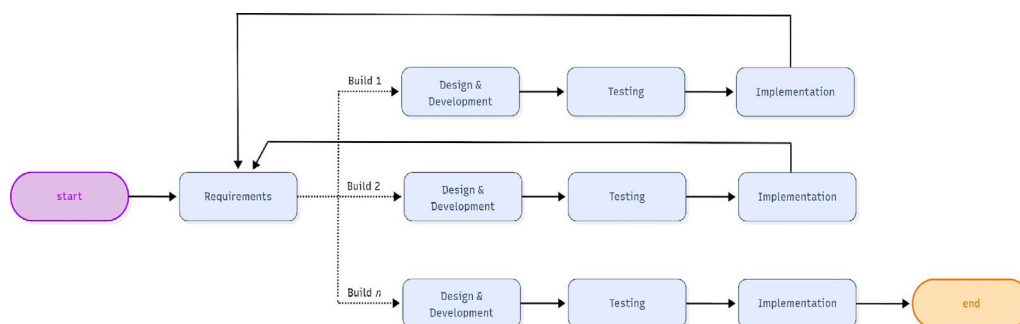 Build 1
Design &
Development
Testing
Implementation
start
Requirements
Build 2
Design &
Development
Testing
Implementation
Build n
Design &
Development
Testing
Implementation
end